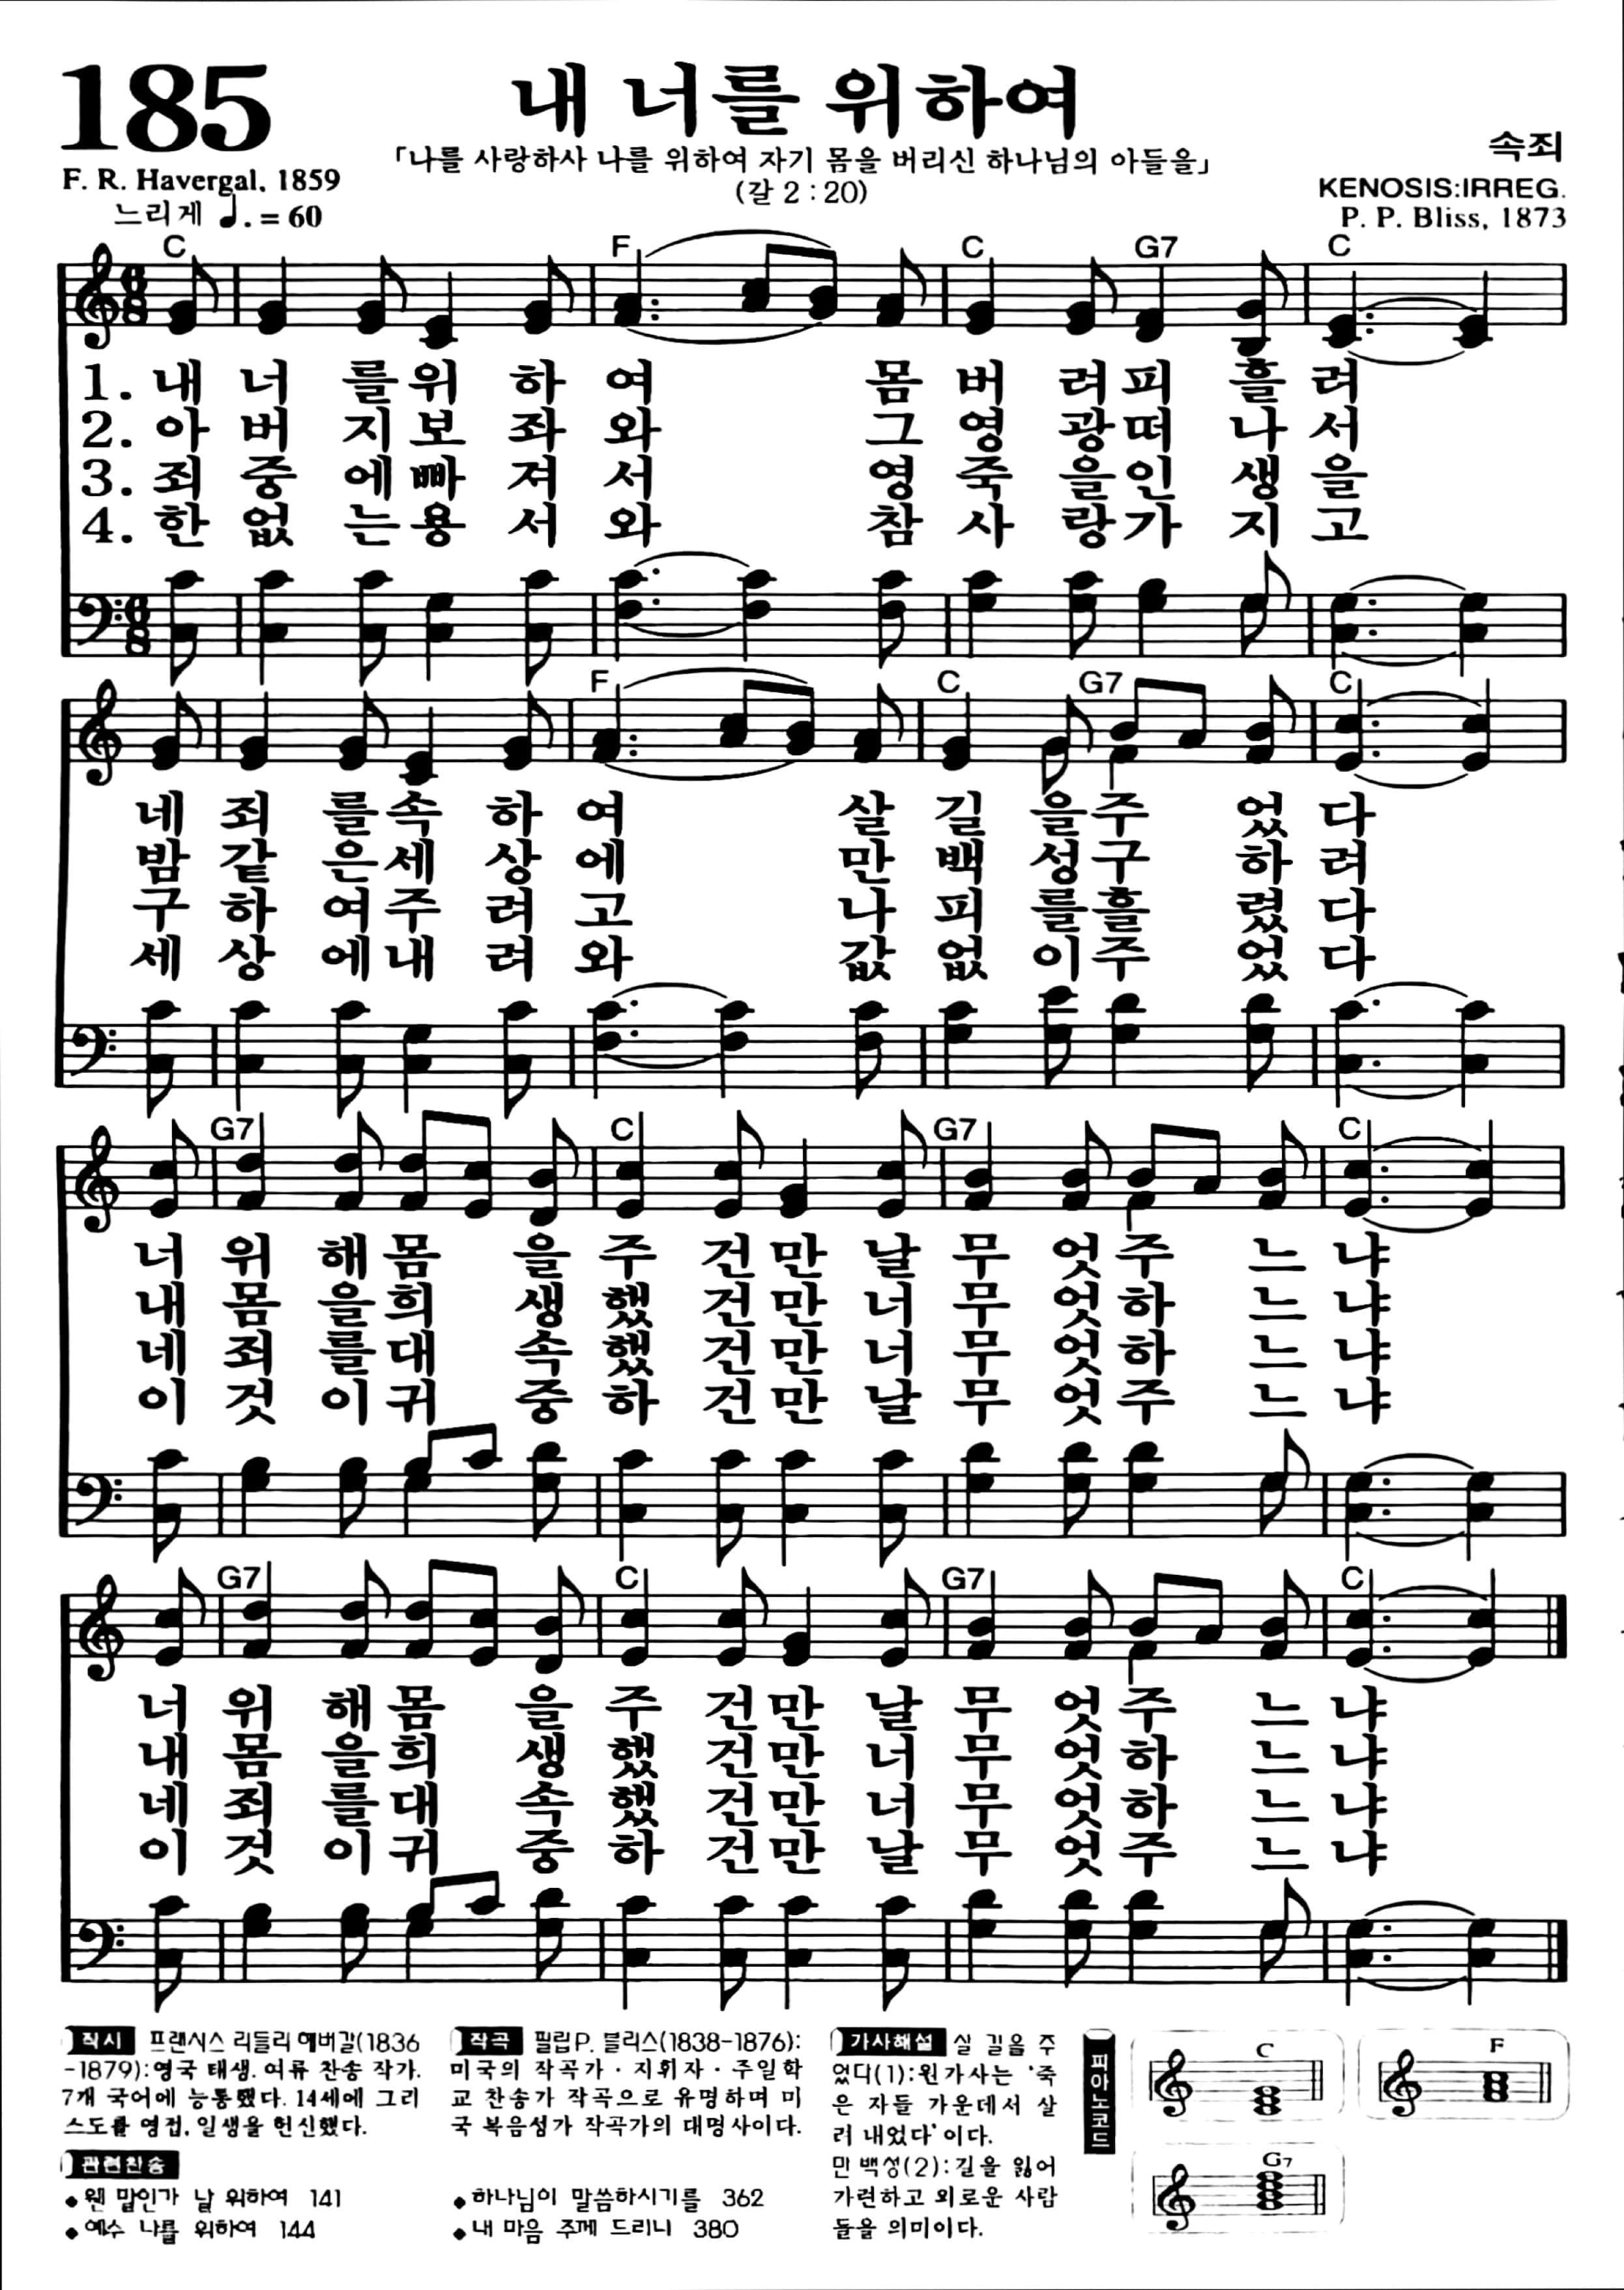 185
내 너를 위하여
「나를 사랑하사 나를 위하여 자기 몸을 버리신 하나님의 아들을」
(갈 2 : 20)
속죄
F. R. Havergal, 1859
느리게 ♩. = 60
KENOSIS:IRREG.
P. P. Bliss, 1873
C F C G7 C
6 8
1. 내 너 를 위 하 여 몸 버 려 피 흘 려
2. 아 버 지 보 좌 와 그 영 광 떠 나 서
3. 죄 중 에 빠 져 서 영 죽 을 인 생 을
4. 한 없 는 용 서 와 참 사 랑 가 지 고
6 8
F C G7 C
네 죄 를 속 하 여 살 길 을 주 었 다
밤 같 은 세 상 에 만 백 성 구 하 려
구 하 여 주 려 고 나 피 를 흘 렸 다
세 상 에 내 려 와 값 없 이 주 었 다
G7 C G7 C
너 위 해 몸 을 주 건 만 날 무 엇 주 느 냐
내 몸 을 희 생 했 건 만 너 무 엇 하 느 냐
네 죄 를 대 속 했 건 만 너 무 엇 하 느 냐
이 것 이 귀 중 하 건 만 날 무 엇 주 느 냐
G7 C G7 C
너 위 해 몸 을 주 건 만 날 무 엇 주 느 냐
내 몸 을 희 생 했 건 만 너 무 엇 하 느 냐
네 죄 를 대 속 했 건 만 너 무 엇 하 느 냐
이 것 이 귀 중 하 건 만 날 무 엇 주 느 냐
작시 프랜시스 리들리 해버갈(1836
-1879):영국 태생. 여류 찬송 작가.
7개 국어에 능통했다. 14세에 그리
스도를 영접, 일생을 헌신했다.
작곡 필립 P. 블리스(1838-1876):
미국의 작곡가·지휘자·주일학
교 찬송가 작곡으로 유명하며 미
국 복음성가 작곡가의 대명사이다.
가사해설 살 길을 주
었다(1):원가사는 '죽
은 자들 가운데서 살
려 내었다'이다.
만 백성(2):길을 잃어
가련하고 외로운 사람
들을 의미이다.
관련찬송
• 웬 말인가 날 위하여 141
• 예수 나를 위하여 144
• 하나님이 말씀하시기를 362
• 내 마음 주께 드리니 380
피아노코드
C
F
G7